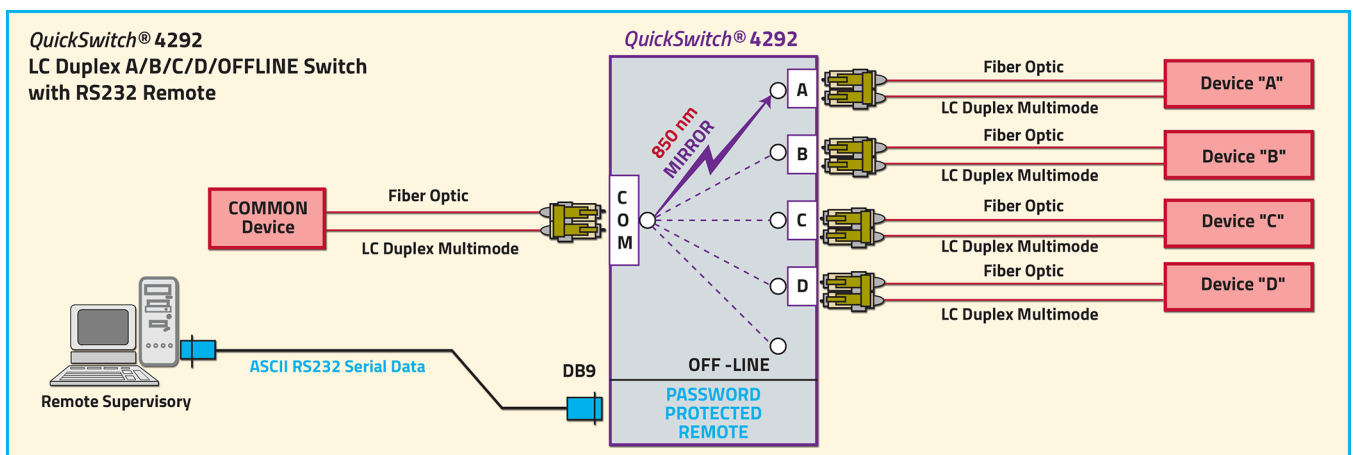 QuickSwitch® 4292
LC Duplex A/B/C/D/OFFLINE Switch
with RS232 Remote
QuickSwitch® 4292
COMMON
Device
Fiber Optic
LC Duplex Multimode
COM
850 nm
MIRROR
A
Fiber Optic
LC Duplex Multimode
Device "A"
B
Fiber Optic
LC Duplex Multimode
Device "B"
C
Fiber Optic
LC Duplex Multimode
Device "C"
D
Fiber Optic
LC Duplex Multimode
Device "D"
OFF -LINE
Remote Supervisory
ASCII RS232 Serial Data
DB9
PASSWORD
PROTECTED
REMOTE